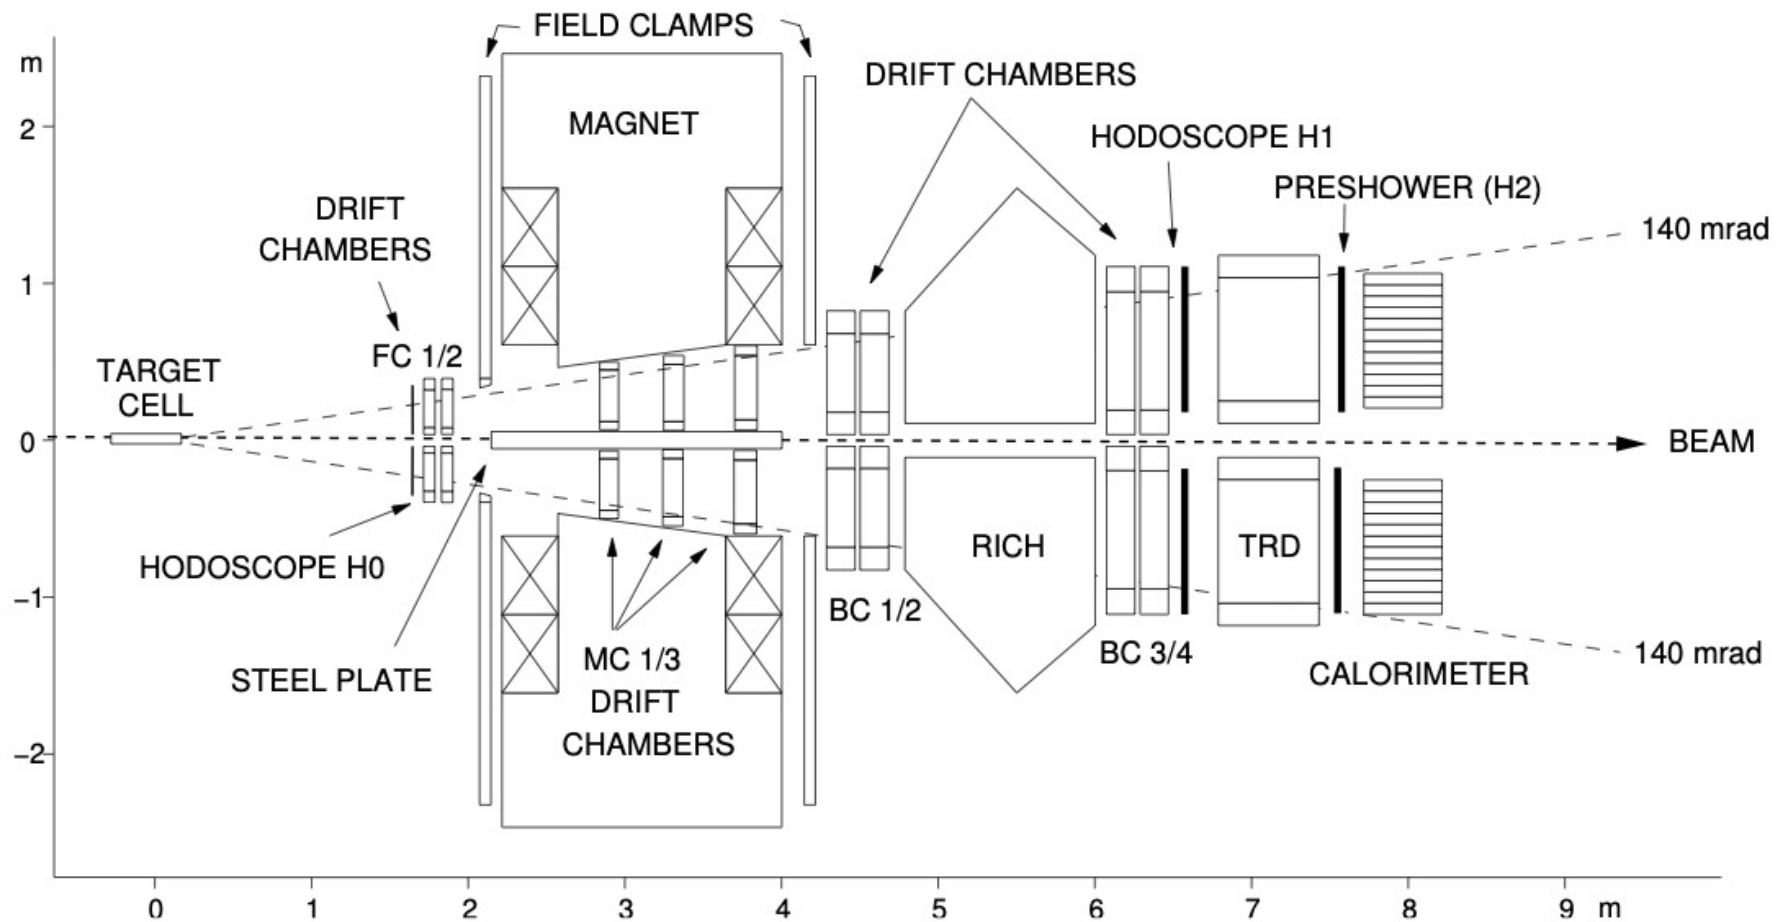 FIELD CLAMPS
m
DRIFT CHAMBERS
2
MAGNET
HODOSCOPE H1
PRESHOWER (H2)
DRIFT
CHAMBERS
140 mrad
1
FC 1/2
TARGET
CELL
0
BEAM
HODOSCOPE H0
RICH
TRD
−1
BC 1/2
STEEL PLATE
MC 1/3
DRIFT
CHAMBERS
BC 3/4
140 mrad
CALORIMETER
−2
0 1 2 3 4 5 6 7 8 9 m